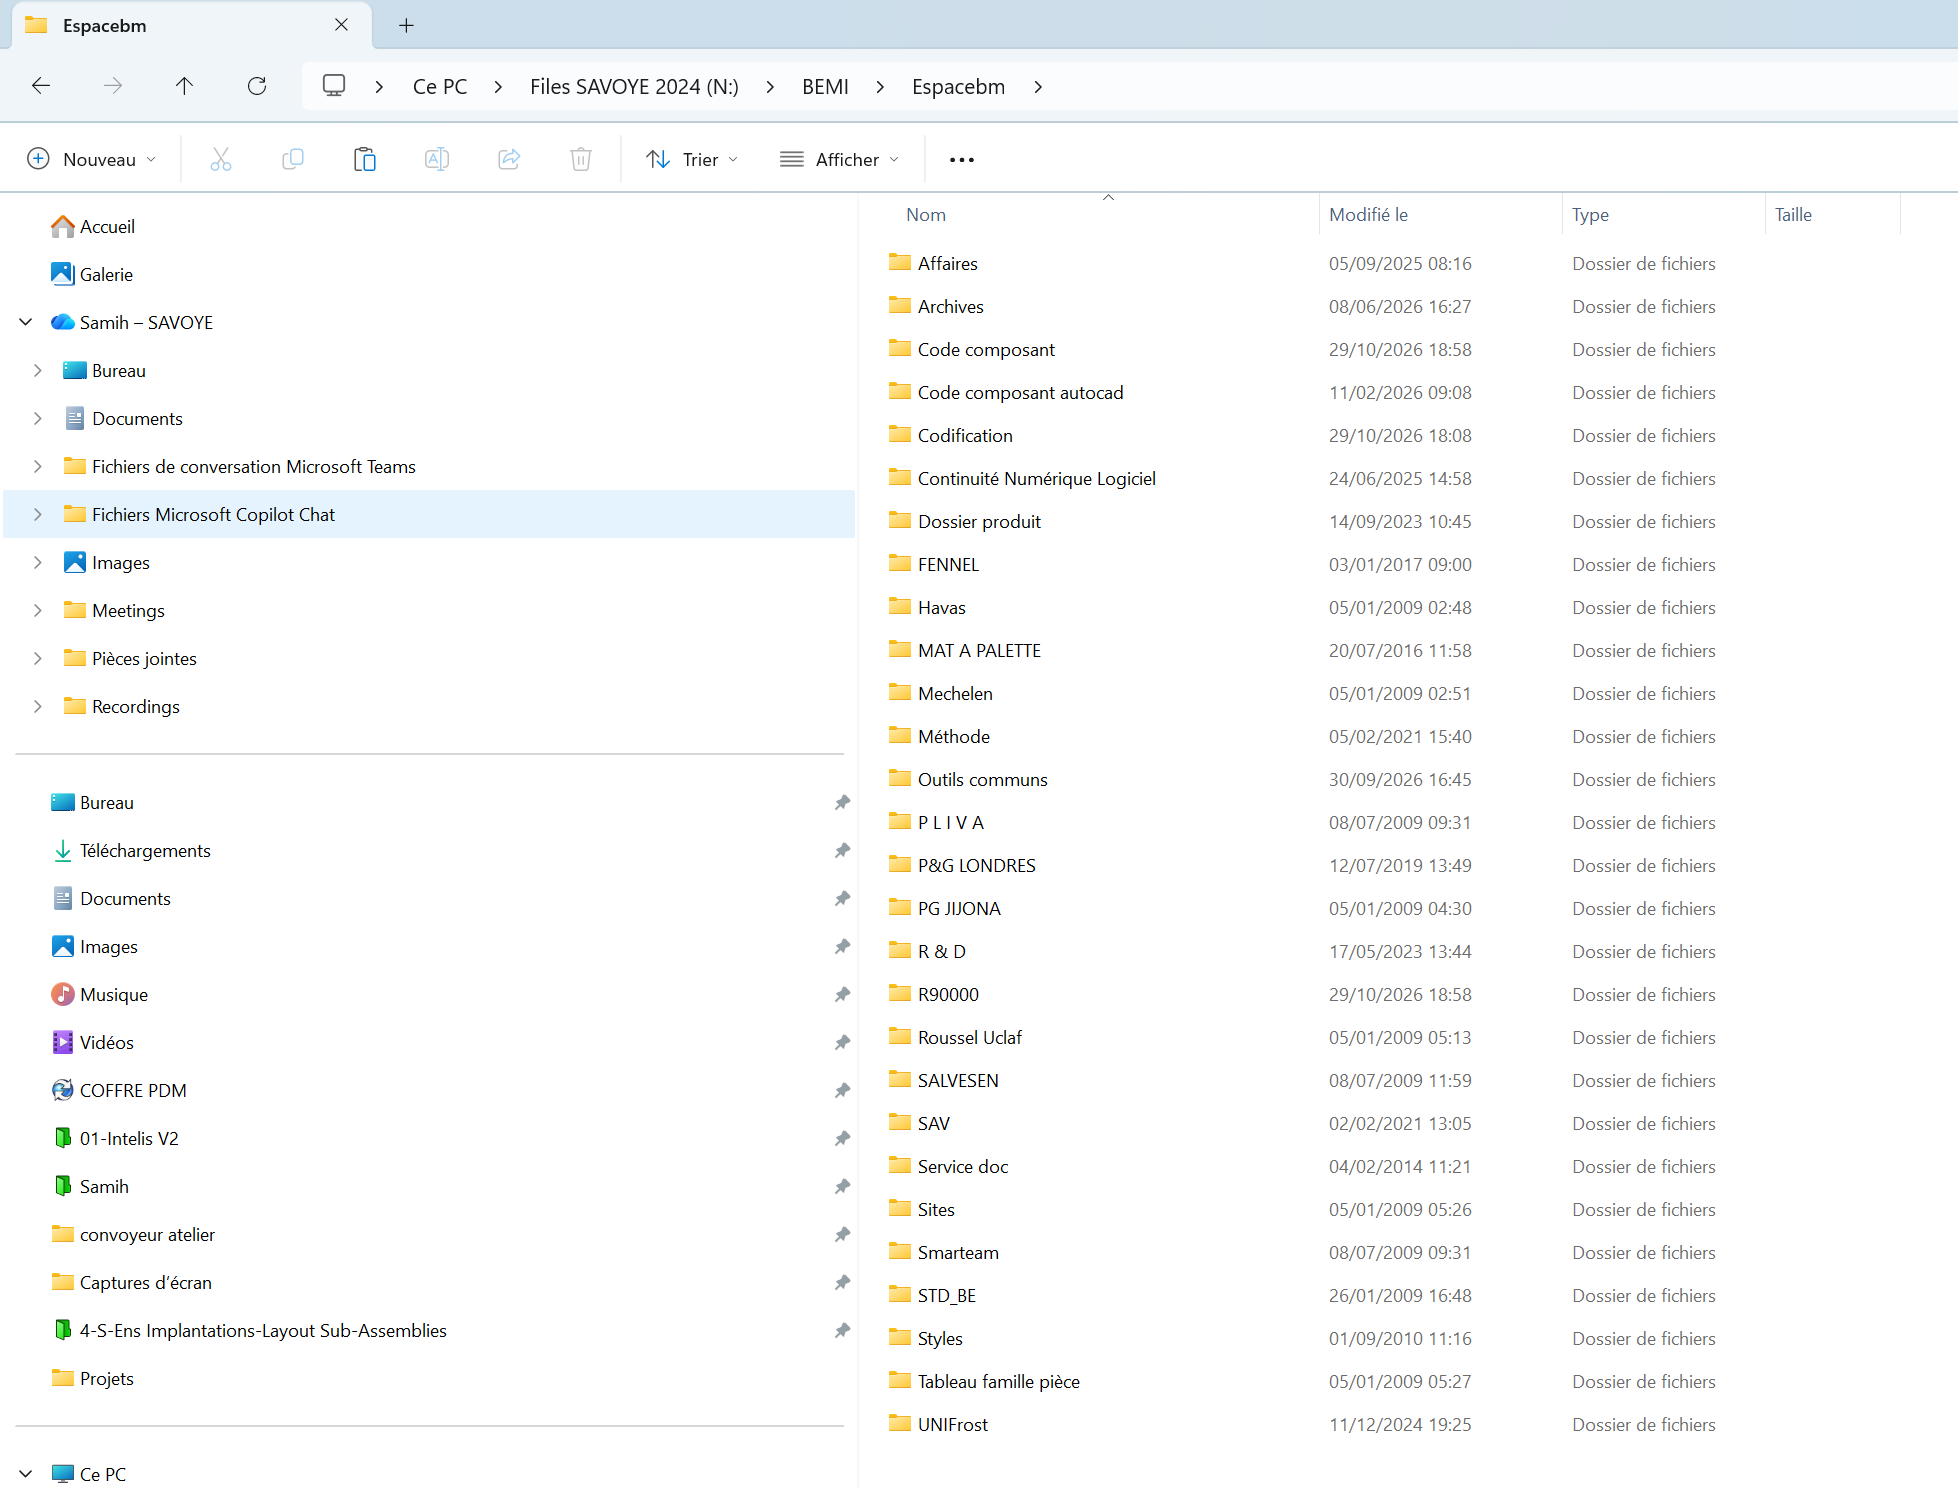 Espacebm
Ce PC > Files SAVOYE 2024 (N:) > BEMI > Espacebm >
Nouveau Trier Afficher
Accueil
Galerie
Samih – SAVOYE
Bureau
Documents
Fichiers de conversation Microsoft Teams
Fichiers Microsoft Copilot Chat
Images
Meetings
Pièces jointes
Recordings
Bureau
Téléchargements
Documents
Images
Musique
Vidéos
COFFRE PDM
01-Intelis V2
Samih
convoyeur atelier
Captures d’écran
4-S-Ens Implantations-Layout Sub-Assemblies
Projets
Ce PC
Nom Modifié le Type Taille
Affaires 05/09/2025 08:16 Dossier de fichiers
Archives 08/06/2026 16:27 Dossier de fichiers
Code composant 29/10/2026 18:58 Dossier de fichiers
Code composant autocad 11/02/2026 09:08 Dossier de fichiers
Codification 29/10/2026 18:08 Dossier de fichiers
Continuité Numérique Logiciel 24/06/2025 14:58 Dossier de fichiers
Dossier produit 14/09/2023 10:45 Dossier de fichiers
FENNEL 03/01/2017 09:00 Dossier de fichiers
Havas 05/01/2009 02:48 Dossier de fichiers
MAT A PALETTE 20/07/2016 11:58 Dossier de fichiers
Mechelen 05/01/2009 02:51 Dossier de fichiers
Méthode 05/02/2021 15:40 Dossier de fichiers
Outils communs 30/09/2026 16:45 Dossier de fichiers
P L I V A 08/07/2009 09:31 Dossier de fichiers
P&G LONDRES 12/07/2019 13:49 Dossier de fichiers
PG JIJONA 05/01/2009 04:30 Dossier de fichiers
R & D 17/05/2023 13:44 Dossier de fichiers
R90000 29/10/2026 18:58 Dossier de fichiers
Roussel Uclaf 05/01/2009 05:13 Dossier de fichiers
SALVESEN 08/07/2009 11:59 Dossier de fichiers
SAV 02/02/2021 13:05 Dossier de fichiers
Service doc 04/02/2014 11:21 Dossier de fichiers
Sites 05/01/2009 05:26 Dossier de fichiers
Smarteam 08/07/2009 09:31 Dossier de fichiers
STD_BE 26/01/2009 16:48 Dossier de fichiers
Styles 01/09/2010 11:16 Dossier de fichiers
Tableau famille pièce 05/01/2009 05:27 Dossier de fichiers
UNIFrost 11/12/2024 19:25 Dossier de fichiers